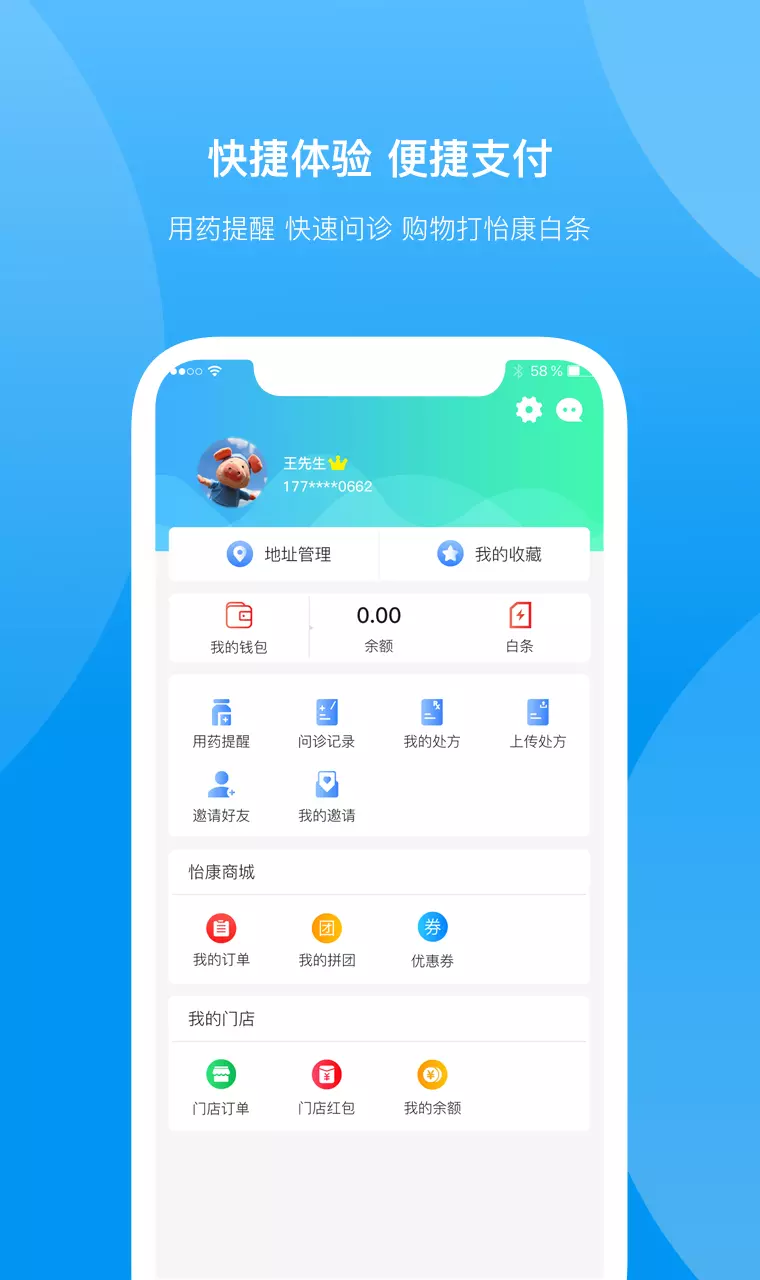 快捷体验 便捷支付
用药提醒 快速问诊 购物打怡康白条
58 %
王先生
177****0662
地址管理 我的收藏
0.00
我的钱包 余额 白条
用药提醒 问诊记录 我的处方 上传处方
邀请好友 我的邀请
怡康商城
团 券
我的订单 我的拼团 优惠券
我的门店
门店订单 门店红包 我的余额